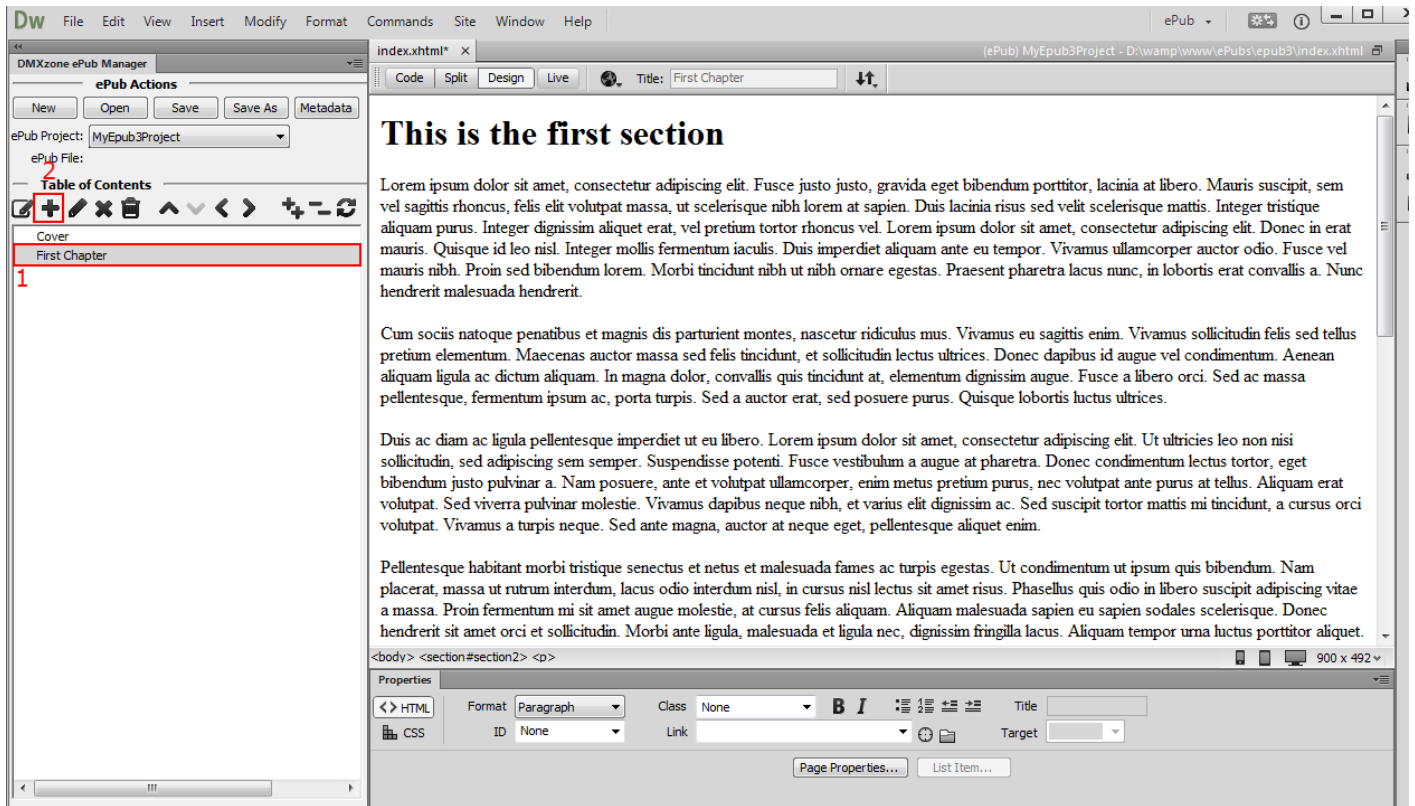 Dw File Edit View Insert Modify Format Commands Site Window Help ePub
DMXzone ePub Manager
ePub Actions
New Open Save Save As Metadata
ePub Project: MyEpub3Project
ePub File:
2
Table of Contents
Cover
First Chapter
1
index.xhtml* (ePub) MyEpub3Project - D:\wamp\www\ePubs\epub3\index.xhtml
Code Split Design Live Title: First Chapter
This is the first section
Lorem ipsum dolor sit amet, consectetur adipiscing elit. Fusce justo justo, gravida eget bibendum porttitor, lacinia at libero. Mauris suscipit, sem
vel sagittis rhoncus, felis elit volutpat massa, ut scelerisque nibh lorem at sapien. Duis lacinia risus sed velit scelerisque mattis. Integer tristique
aliquam purus. Integer dignissim aliquet erat, vel pretium tortor rhoncus vel. Lorem ipsum dolor sit amet, consectetur adipiscing elit. Donec in erat
mauris. Quisque id leo nisl. Integer mollis fermentum iaculis. Duis imperdiet aliquam ante eu tempor. Vivamus ullamcorper auctor odio. Fusce vel
mauris nibh. Proin sed bibendum lorem. Morbi tincidunt nibh ut nibh ornare egestas. Praesent pharetra lacus nunc, in lobortis erat convallis a. Nunc
hendrerit malesuada hendrerit.
Cum sociis natoque penatibus et magnis dis parturient montes, nascetur ridiculus mus. Vivamus eu sagittis enim. Vivamus sollicitudin felis sed tellus
pretium elementum. Maecenas auctor massa sed felis tincidunt, et sollicitudin lectus ultrices. Donec dapibus id augue vel condimentum. Aenean
aliquam ligula ac dictum aliquam. In magna dolor, convallis quis tincidunt at, elementum dignissim augue. Fusce a libero orci. Sed ac massa
pellentesque, fermentum ipsum ac, porta turpis. Sed a auctor erat, sed posuere purus. Quisque lobortis luctus ultrices.
Duis ac diam ac ligula pellentesque imperdiet ut eu libero. Lorem ipsum dolor sit amet, consectetur adipiscing elit. Ut ultricies leo non nisi
sollicitudin, sed adipiscing sem semper. Suspendisse potenti. Fusce vestibulum a augue at pharetra. Donec condimentum lectus tortor, eget
bibendum justo pulvinar a. Nam posuere, ante et volutpat ullamcorper, enim metus pretium purus, nec volutpat ante purus at tellus. Aliquam erat
volutpat. Sed viverra pulvinar molestie. Vivamus dapibus neque nibh, et varius elit dignissim ac. Sed suscipit tortor mattis mi tincidunt, a cursus orci
volutpat. Vivamus a turpis neque. Sed ante magna, auctor at neque eget, pellentesque aliquet enim.
Pellentesque habitant morbi tristique senectus et netus et malesuada fames ac turpis egestas. Ut condimentum ut ipsum quis bibendum. Nam
placerat, massa ut rutrum interdum, lacus odio interdum nisl, in cursus nisl lectus sit amet risus. Phasellus quis odio in libero suscipit adipiscing vitae
a massa. Proin fermentum mi sit amet augue molestie, at cursus felis aliquam. Aliquam malesuada sapien eu sapien sodales scelerisque. Donec
hendrerit sit amet orci et sollicitudin. Morbi ante ligula, malesuada et ligula nec, dignissim fringilla lacus. Aliquam tempor urna luctus porttitor aliquet.
<body> <section#section2> <p> 900 x 492
Properties
<> HTML Format Paragraph Class None B I Title
CSS ID None Link Target
Page Properties... List Item...